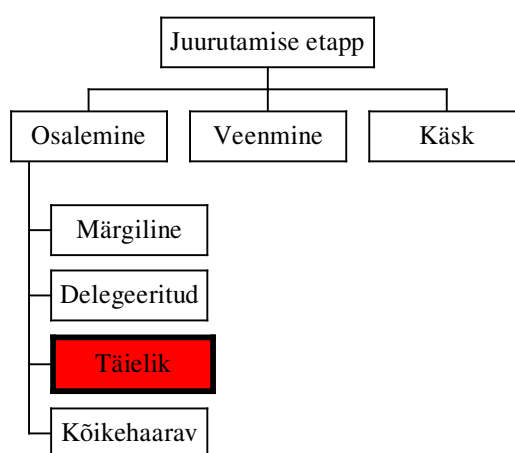 Juurutamise etapp
Osalemine
Veenmine
Käsk
Märgiline
Delegeeritud
Täielik
Kõikehaarav